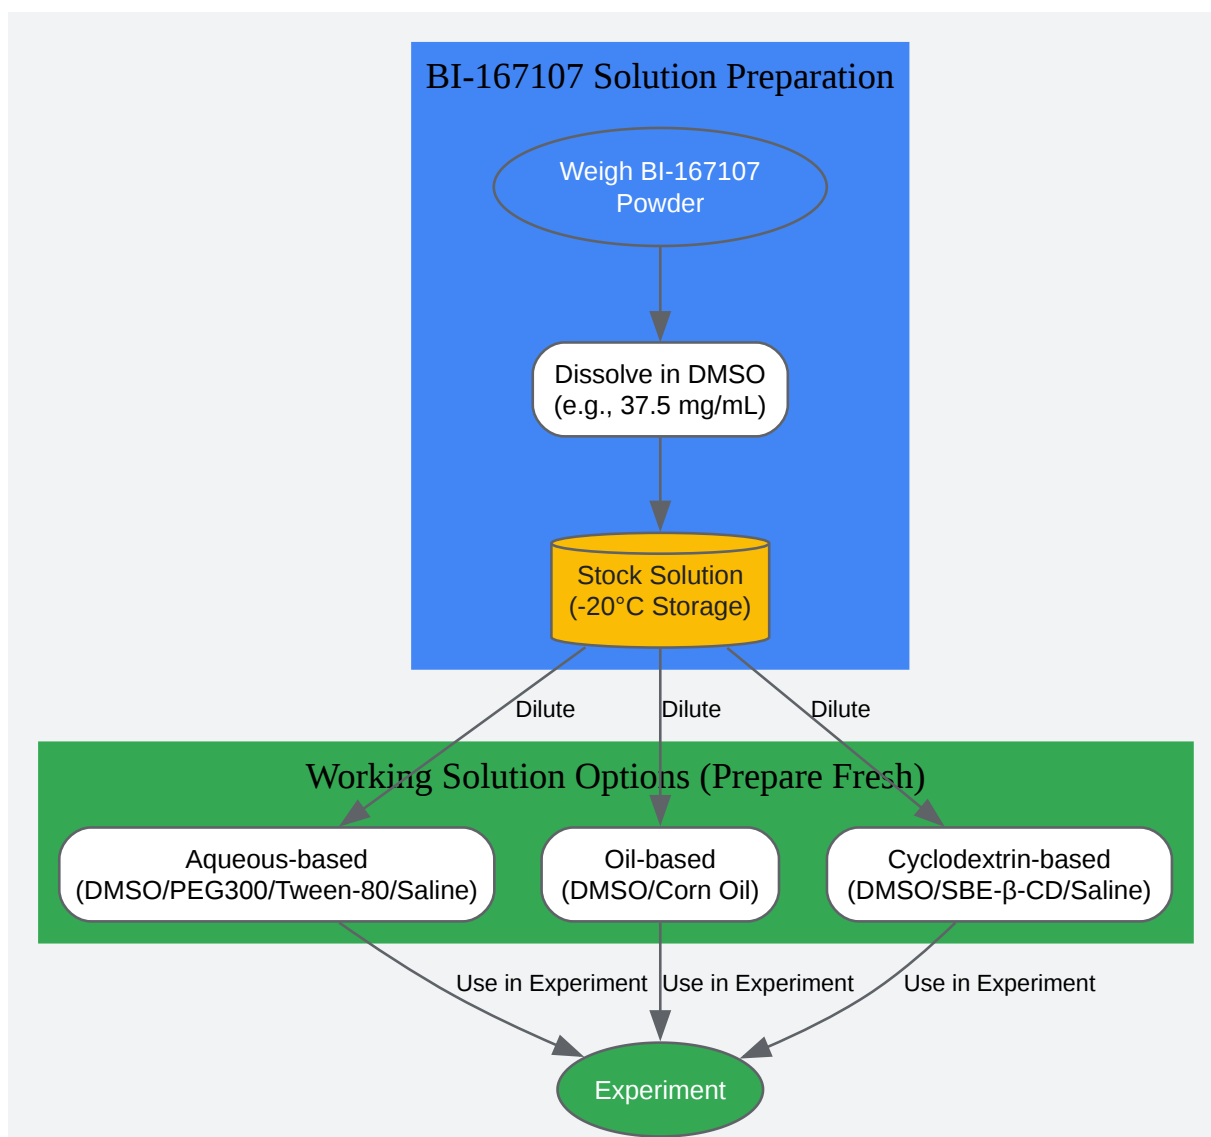 BI-167107 Solution Preparation
Weigh BI-167107
Powder
Dissolve in DMSO
(e.g., 37.5 mg/mL)
Stock Solution
(-20°C Storage)
Dilute
Dilute
Dilute
Working Solution Options (Prepare Fresh)
Aqueous-based
(DMSO/PEG300/Tween-80/Saline)
Oil-based
(DMSO/Corn Oil)
Cyclodextrin-based
(DMSO/SBE-β-CD/Saline)
Use in Experiment
Use in Experiment
Use in Experiment
Experiment